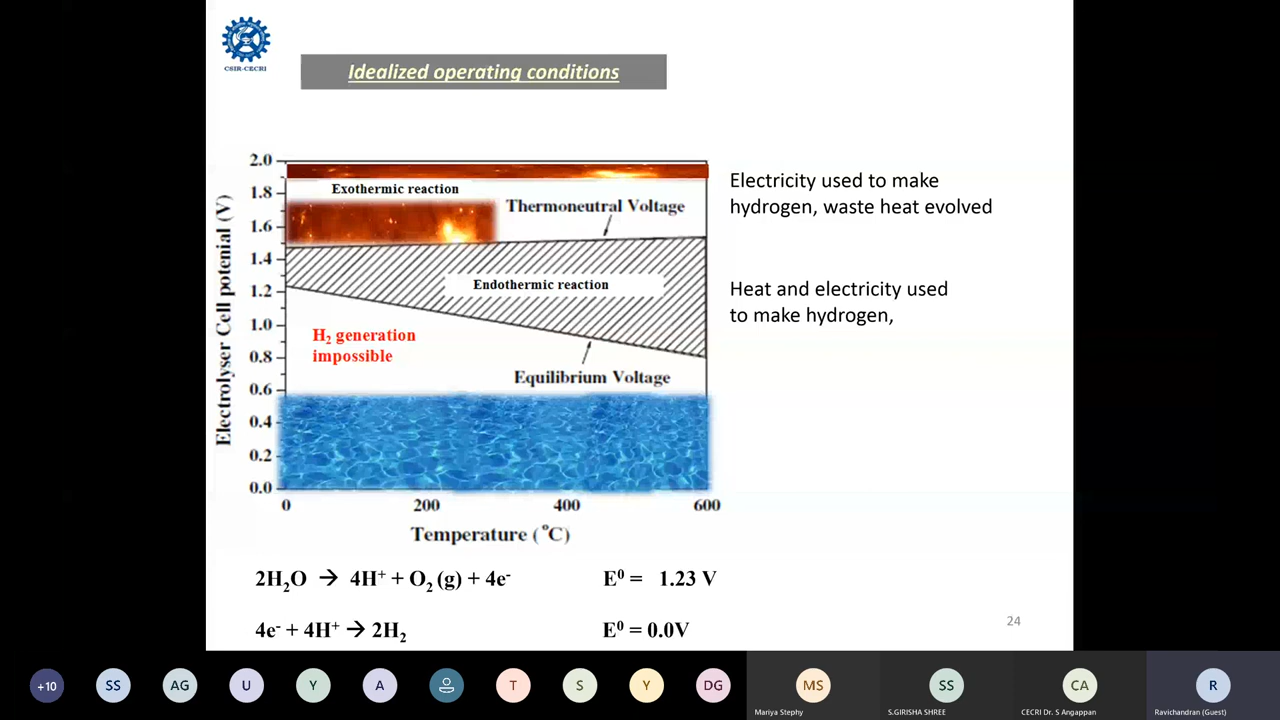 CSIR-CECRI
Idealized operating conditions
2.0
1.8
1.6
1.4
1.2
1.0
0.8
0.6
0.4
0.2
0.0
Electrolyser Cell potenial (V)
Exothermic reaction
Thermoneutral Voltage
Endothermic reaction
H2 generation
impossible
Equilibrium Voltage
0 200 400 600
Temperature (°C)
Electricity used to make
hydrogen, waste heat evolved
Heat and electricity used
to make hydrogen,
2H2O → 4H+ + O2 (g) + 4e- E0 = 1.23 V
4e- + 4H+ → 2H2 E0 = 0.0V
24
+10 SS AG U Y A T S Y DG MS SS CA R
Mariya Stephy S.GIRISHA SHREE CECRI Dr. S Angappan Ravichandran (Guest)